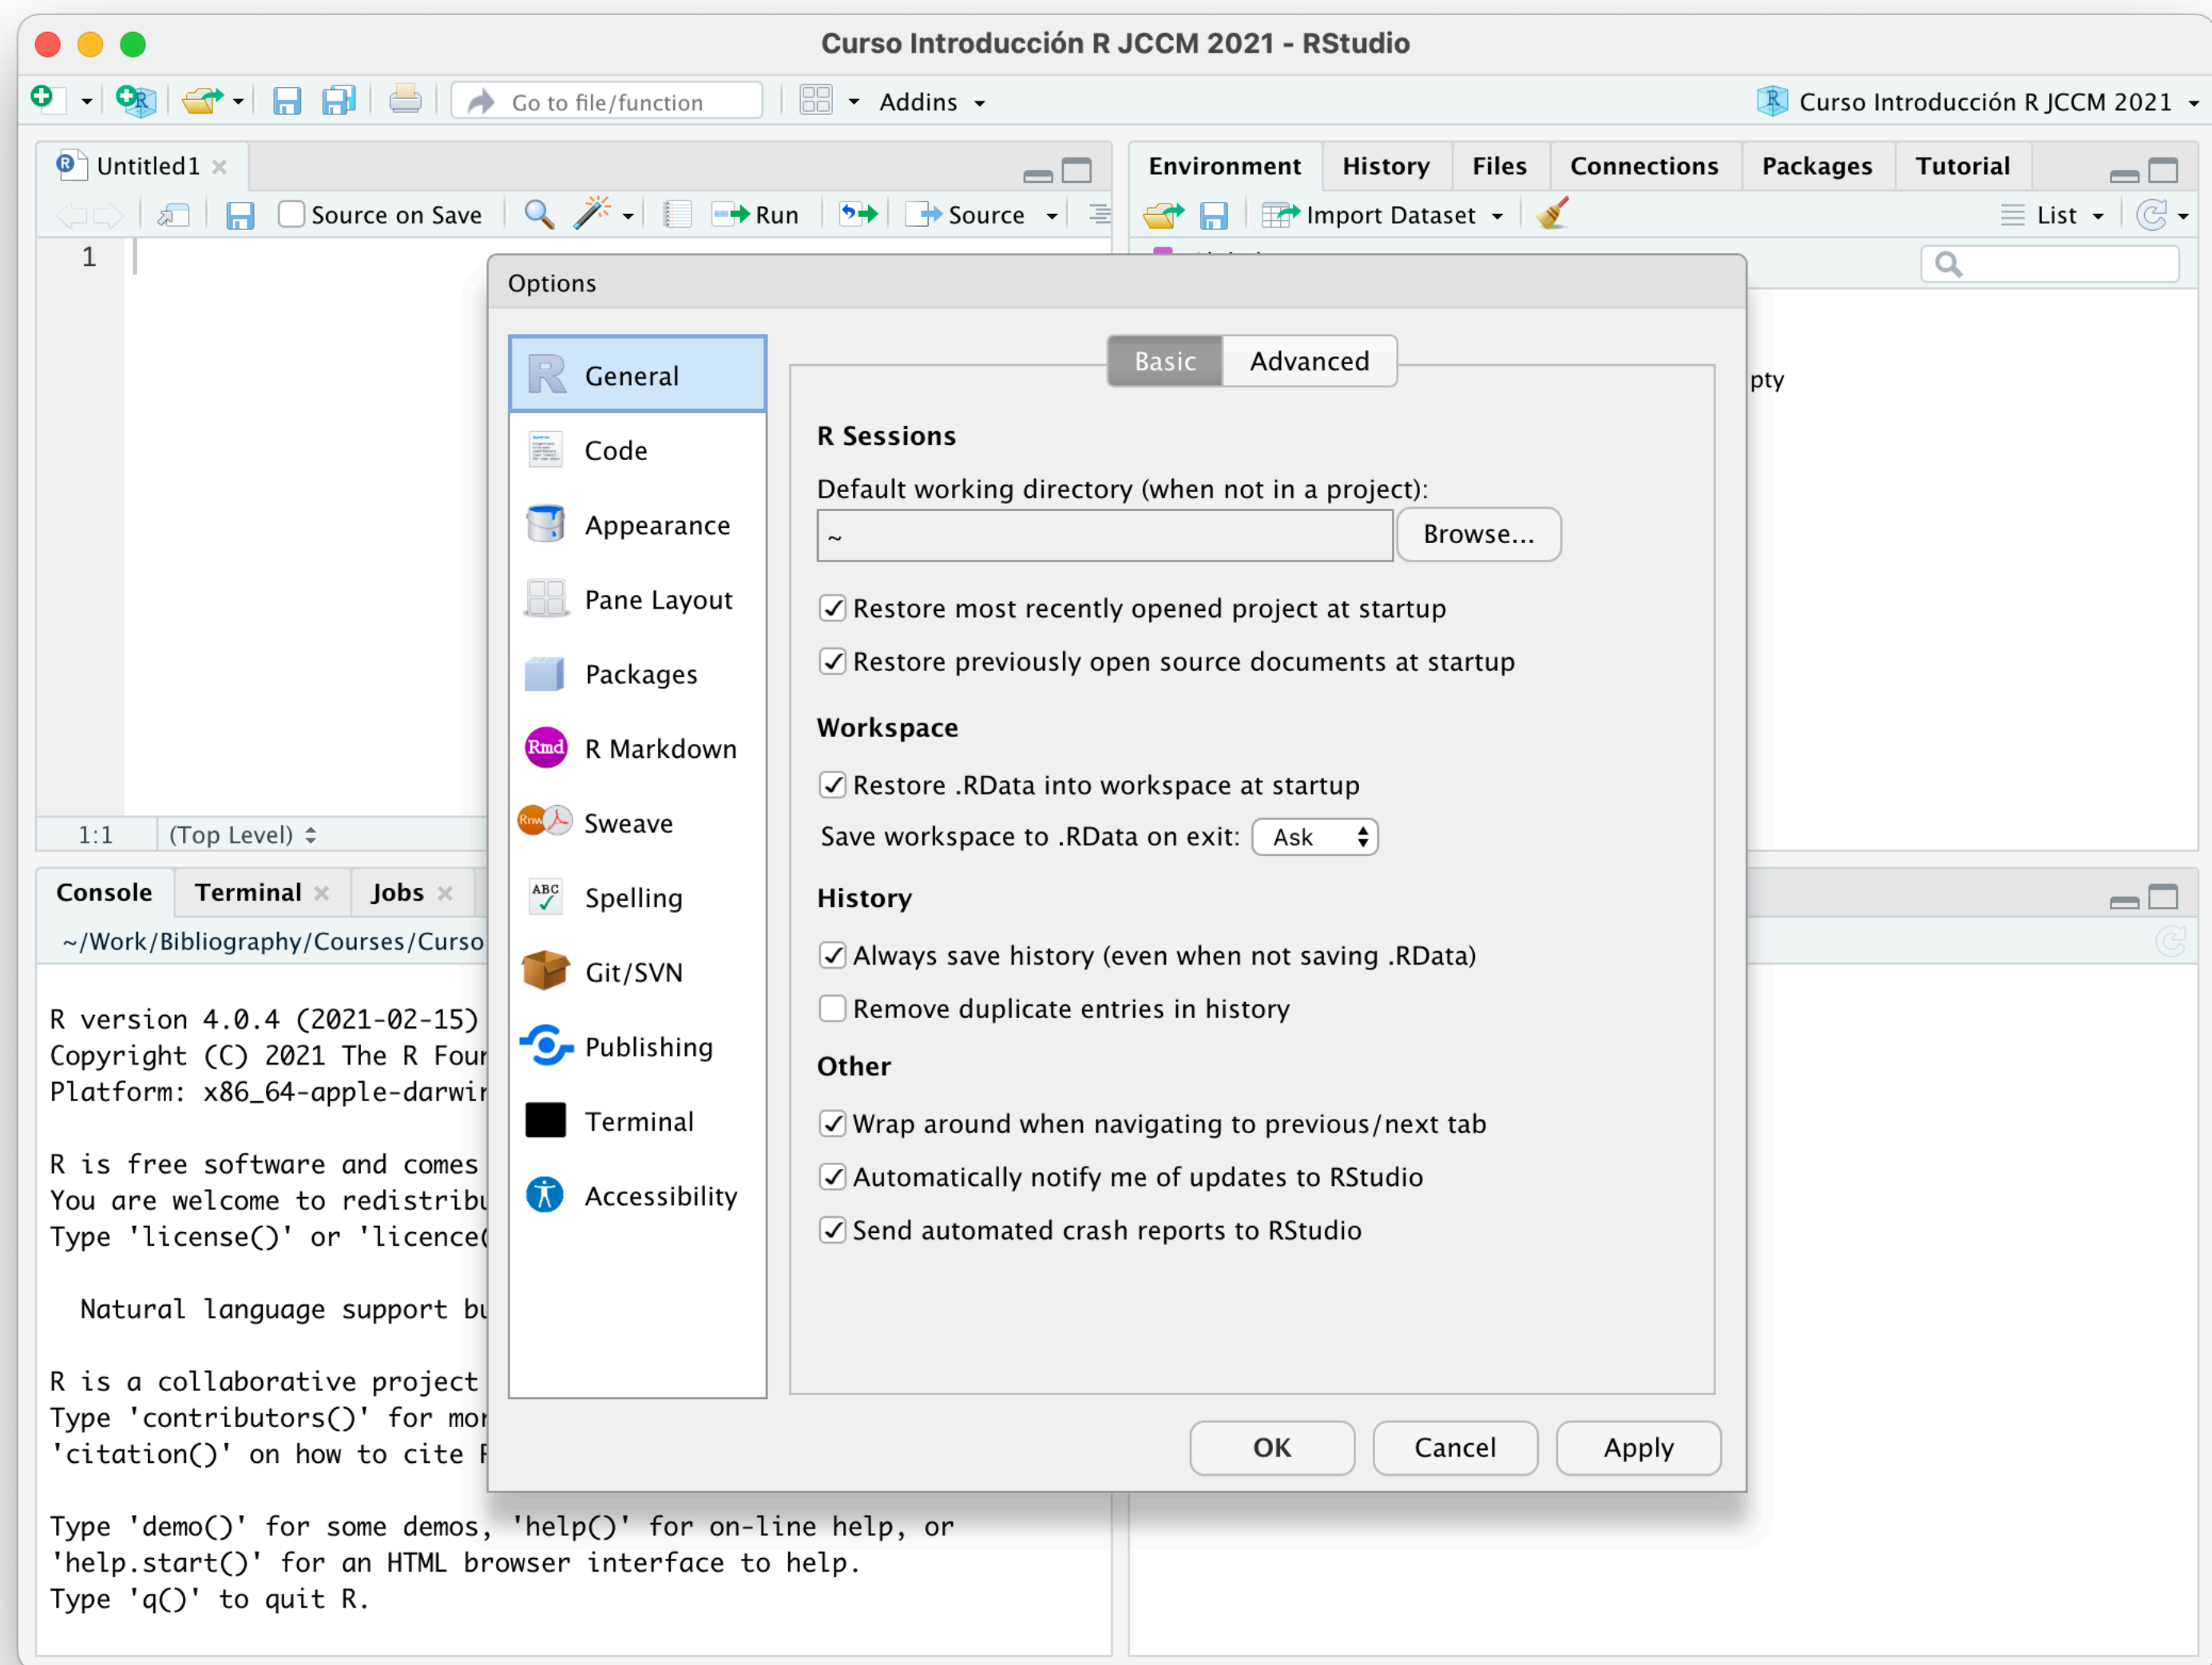 Curso Introducción R JCCM 2021 - RStudio
Go to file/function
Addins
Curso Introducción R JCCM 2021
Untitled1
Source on Save
Run
Source
1
1:1 (Top Level)
Environment History Files Connections Packages Tutorial
Import Dataset
List
pty
Options
General
Code
Appearance
Pane Layout
Packages
Rmd R Markdown
Rnw Sweave
ABC Spelling
Git/SVN
Publishing
Terminal
Accessibility
Basic Advanced
R Sessions
Default working directory (when not in a project):
~ Browse...
Restore most recently opened project at startup
Restore previously open source documents at startup
Workspace
Restore .RData into workspace at startup
Save workspace to .RData on exit: Ask
History
Always save history (even when not saving .RData)
Remove duplicate entries in history
Other
Wrap around when navigating to previous/next tab
Automatically notify me of updates to RStudio
Send automated crash reports to RStudio
OK Cancel Apply
Console Terminal Jobs
~/Work/Bibliography/Courses/Curso
R version 4.0.4 (2021-02-15)
Copyright (C) 2021 The R Four
Platform: x86_64-apple-darwin
R is free software and comes
You are welcome to redistribu
Type 'license()' or 'licence(
Natural language support bu
R is a collaborative project
Type 'contributors()' for mor
'citation()' on how to cite R
Type 'demo()' for some demos, 'help()' for on-line help, or
'help.start()' for an HTML browser interface to help.
Type 'q()' to quit R.